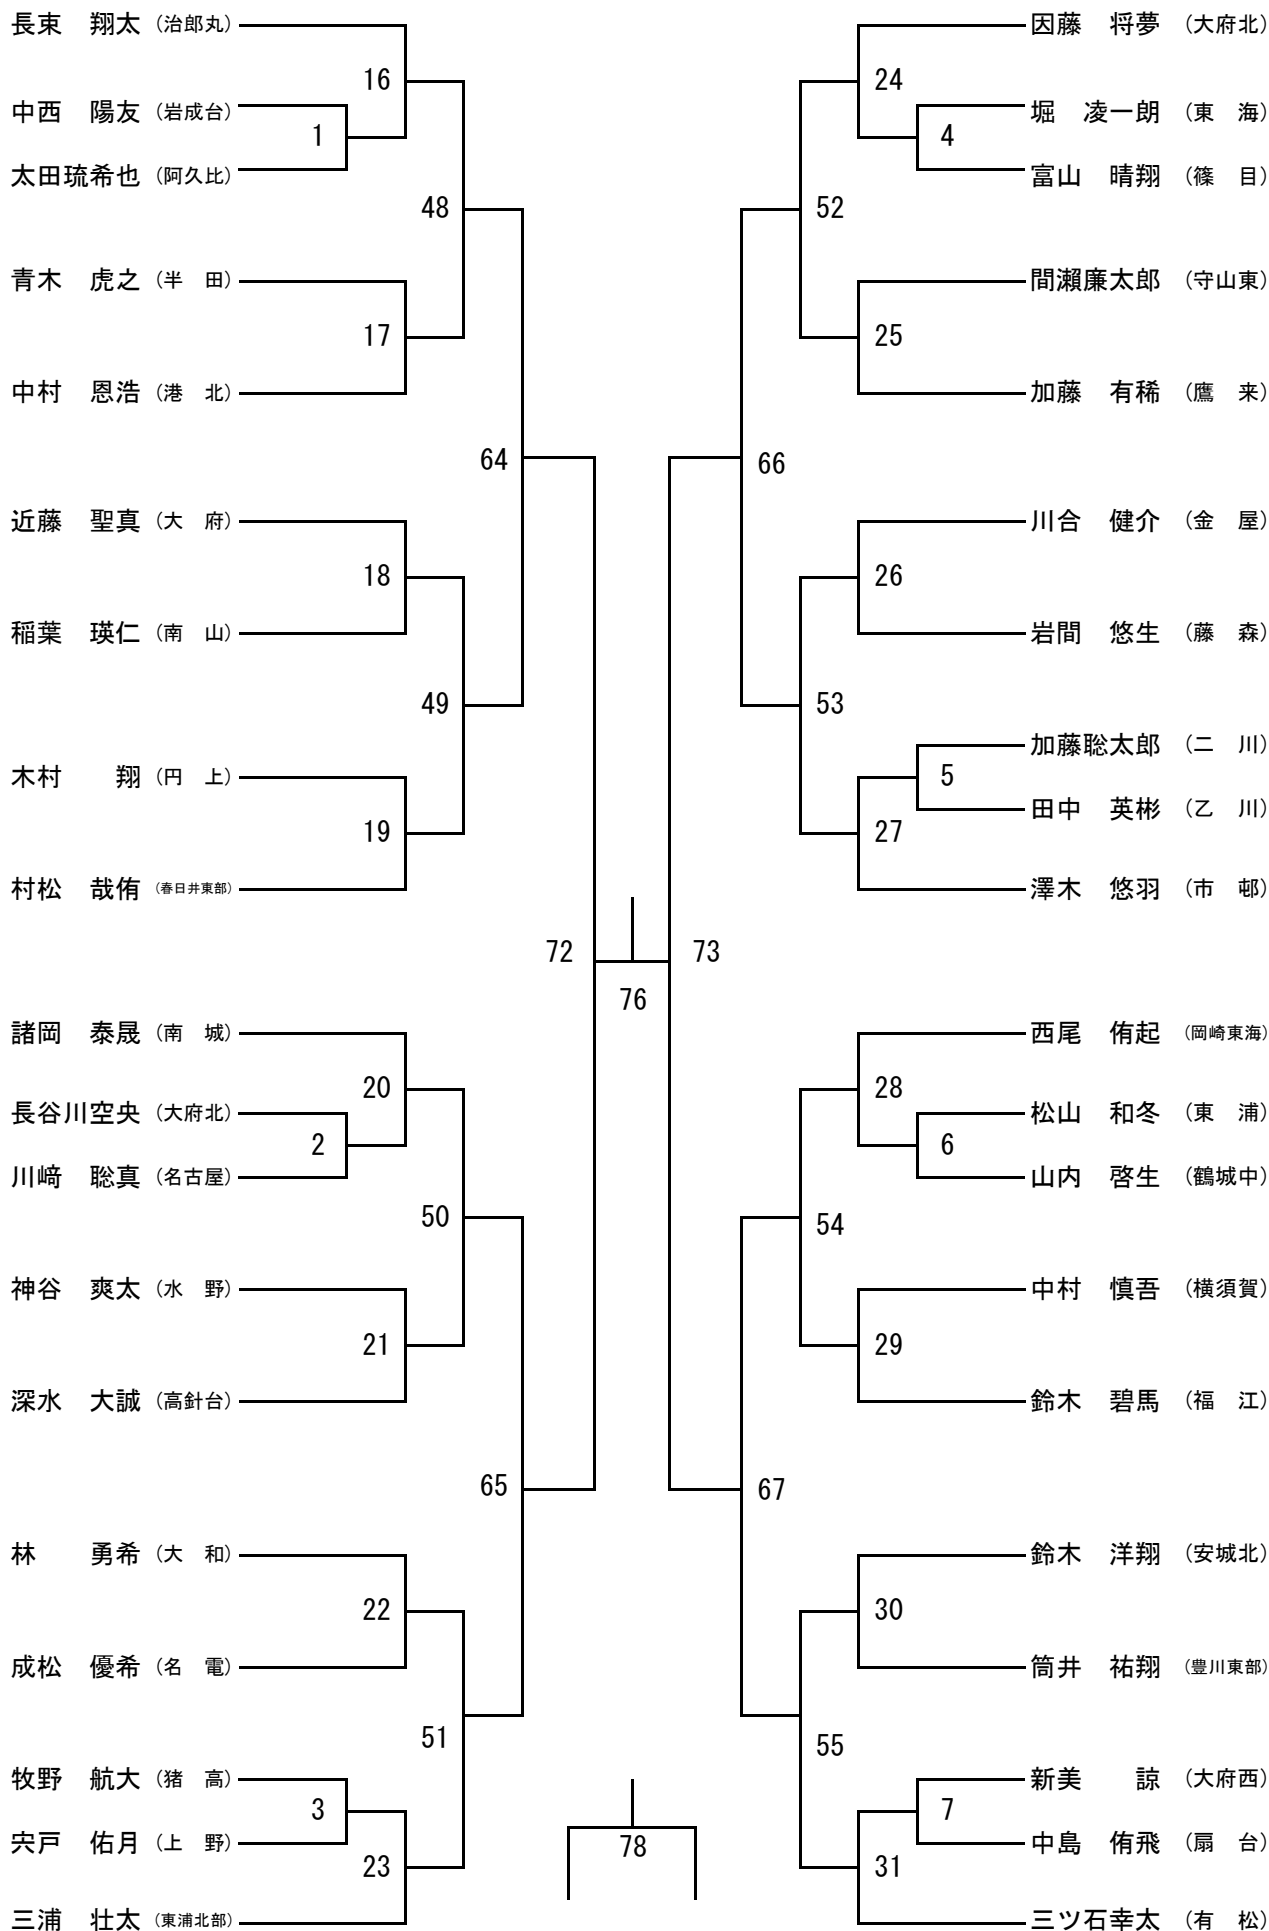 長束　翔太（治郎丸）
中西　陽友（岩成台）
太田琉希也（阿久比）
青木　虎之（半　田）
中村　恩浩（港　北）
近藤　聖真（大　府）
稲葉　瑛仁（南　山）
木村　　翔（円　上）
村松　哉侑（春日井東部）
諸岡　泰晟（南　城）
長谷川空央（大府北）
川﨑　聡真（名古屋）
神谷　爽太（水　野）
深水　大誠（高針台）
林　　勇希（大　和）
成松　優希（名　電）
牧野　航大（猪　高）
宍戸　佑月（上　野）
三浦　壮太（東浦北部）
16
1
48
17
64
18
49
19
72
20
2
50
21
65
22
51
3
23
76
78
73
24
4
52
25
66
26
53
5
27
28
6
54
29
67
30
55
7
31
因藤　将夢（大府北）
堀　凌一朗（東　海）
富山　晴翔（篠　目）
間瀬廉太郎（守山東）
加藤　有稀（鷹　来）
川合　健介（金　屋）
岩間　悠生（藤　森）
加藤聡太郎（二　川）
田中　英彬（乙　川）
澤木　悠羽（市　邨）
西尾　侑起（岡崎東海）
松山　和冬（東　浦）
山内　啓生（鶴城中）
中村　慎吾（横須賀）
鈴木　碧馬（福　江）
鈴木　洋翔（安城北）
筒井　祐翔（豊川東部）
新美　　諒（大府西）
中島　侑飛（扇　台）
三ツ石幸太（有　松）